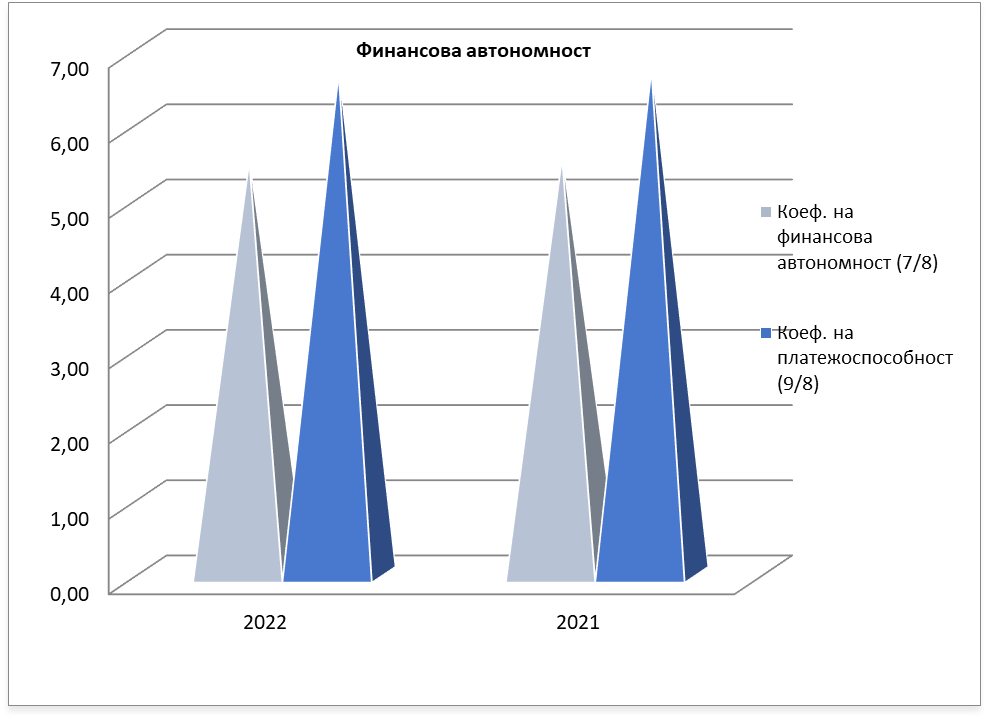 Финансова автономност
7,00
6,00
5,00
4,00
3,00
2,00
1,00
0,00
2022
2021
Коеф. на
финансова
автономност (7/8)
Коеф. на
платежоспособност
(9/8)